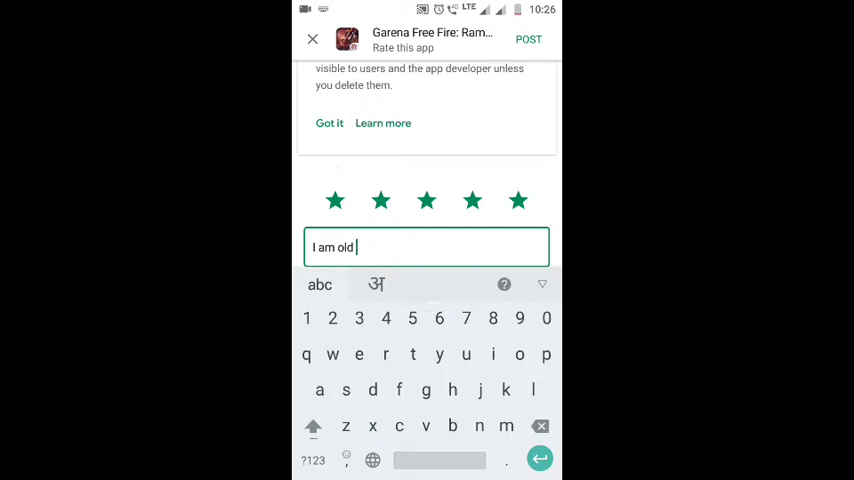 LTE 10:26
Garena Free Fire: Ram...
Rate this app
POST
visible to users and the app developer unless
you delete them.
Got it Learn more
I am old
abc अ
1 2 3 4 5 6 7 8 9 0
q w e r t y u i o p
a s d f g h j k l
z x c v b n m
?123 , .